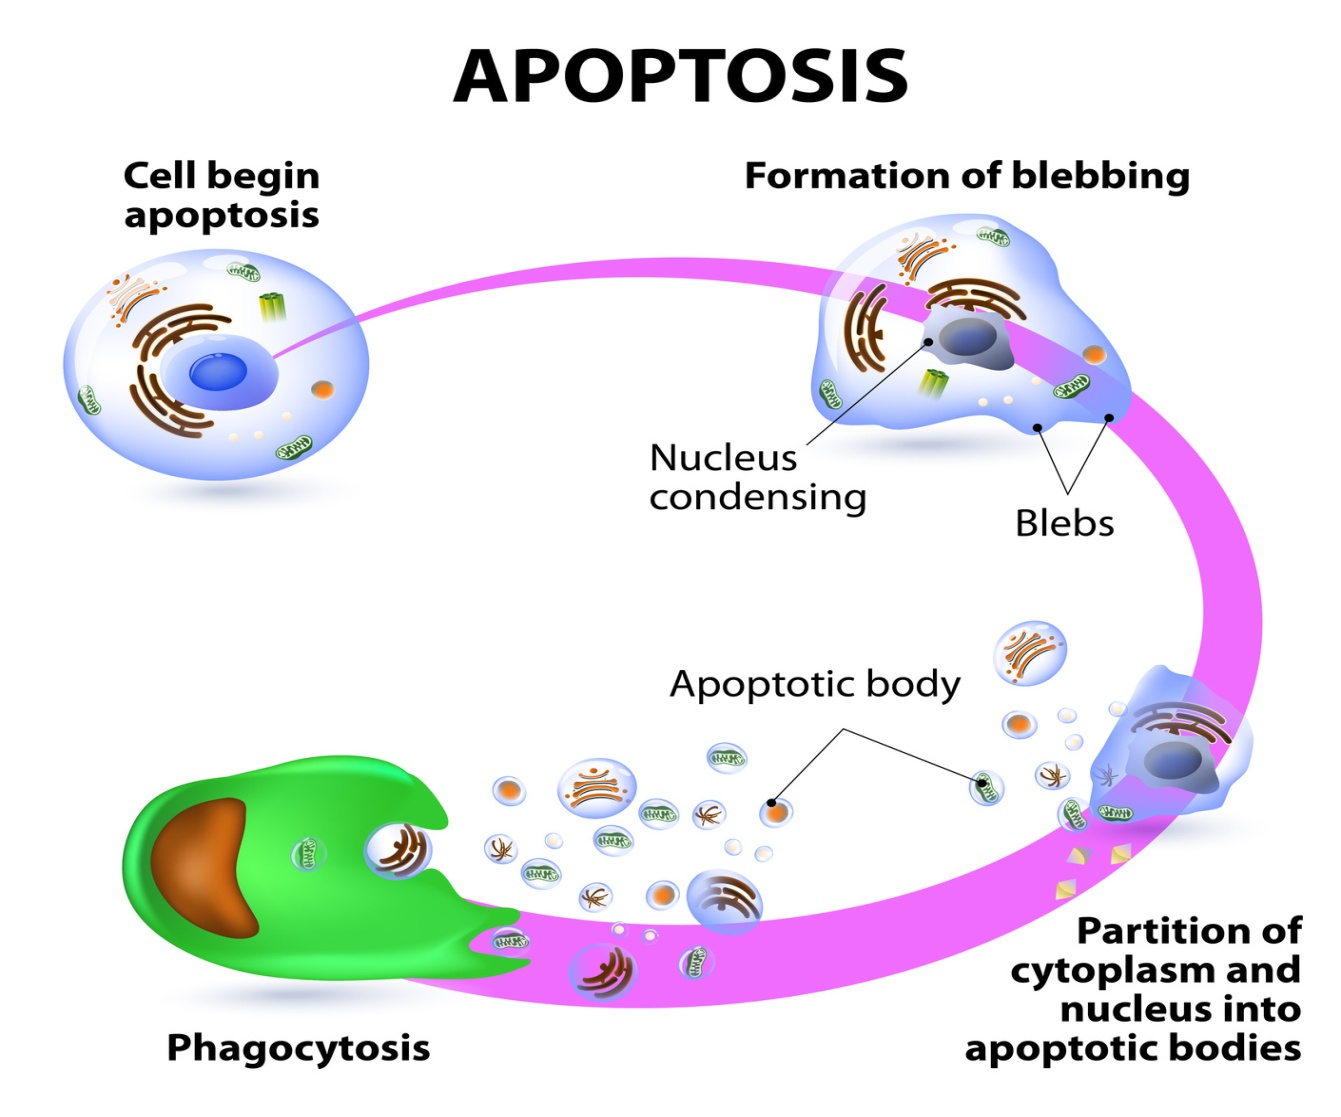 APOPTOSIS
Cell begin
apoptosis
Formation of blebbing
Nucleus
condensing
Blebs
Apoptotic body
Partition of
cytoplasm and
nucleus into
apoptotic bodies
Phagocytosis